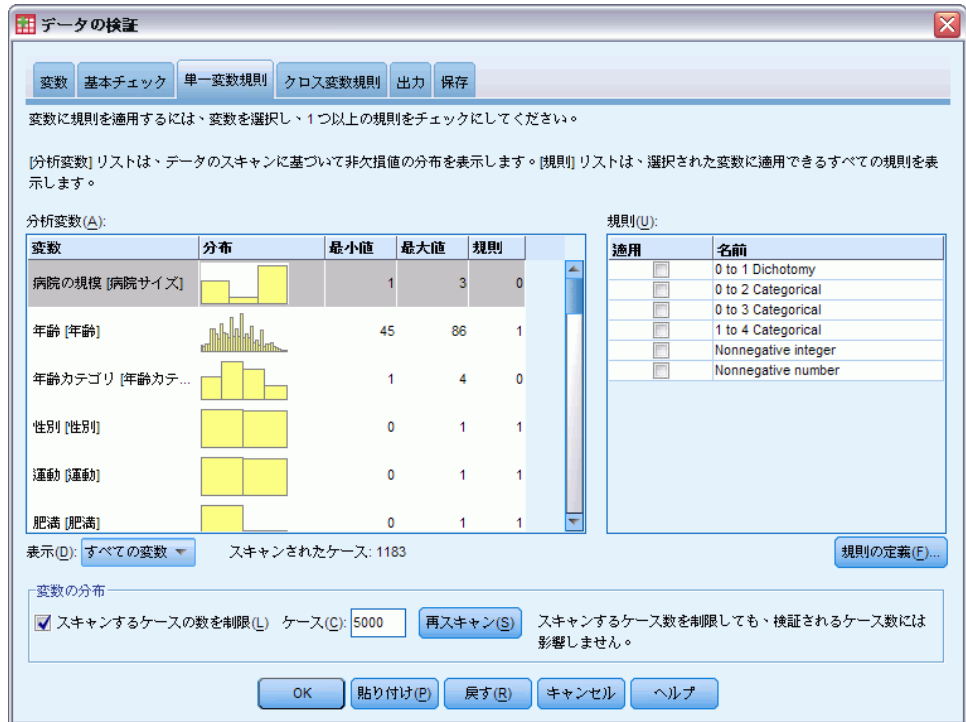 データの検証
変数 基本チェック 単一変数規則 クロス変数規則 出力 保存
変数に規則を適用するには、変数を選択し、1 つ以上の規則をチェックにしてください。
[分析変数] リストは、データのスキャンに基づいて非欠損値の分布を表示します。[規則] リストは、選択された変数に適用できるすべての規則を表
示します。
分析変数(A): 規則(U):
変数 分布 最小値 最大値 規則 適用 名前
病院の規模 [病院サイズ] 1 3 0
年齢 [年齢] 45 86 1
年齢カテゴリ [年齢カテ... 1 4 0
性別 [性別] 0 1 1
運動 [運動] 0 1 1
肥満 [肥満] 0 1 1
0 to 1 Dichotomy
0 to 2 Categorical
0 to 3 Categorical
1 to 4 Categorical
Nonnegative integer
Nonnegative number
表示(D): すべての変数 スキャンされたケース: 1183 規則の定義(F)...
変数の分布
スキャンするケースの数を制限(L) ケース(C): 5000 再スキャン(S) スキャンするケース数を制限しても、検証されるケース数には
影響しません。
OK 貼り付け(P) 戻す(R) キャンセル ヘルプ